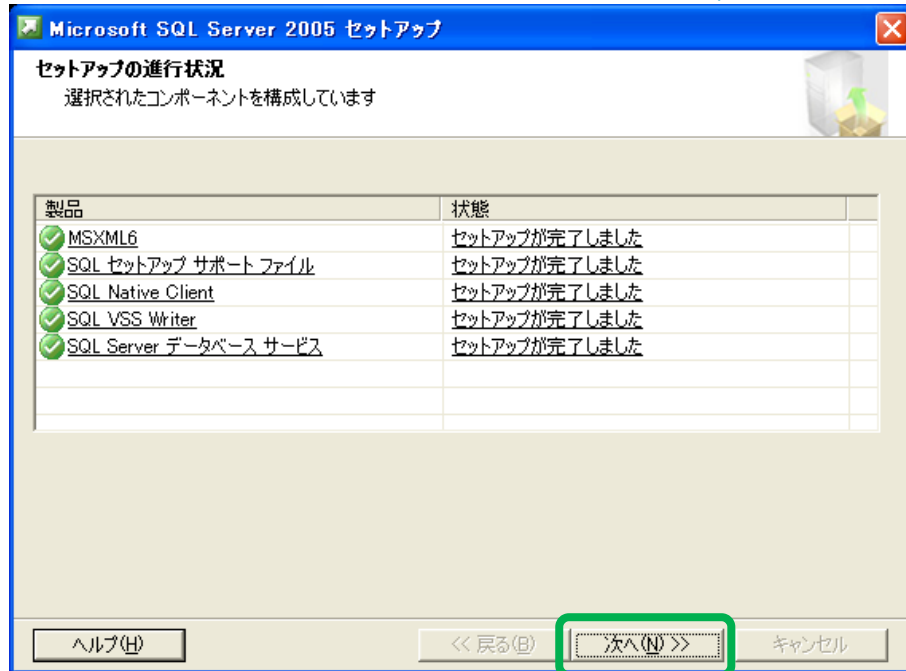 Microsoft SQL Server 2005 セットアップ
セットアップの進行状況
選択されたコンポーネントを構成しています
製品 状態
MSXML6 セットアップが完了しました
SQL セットアップ サポート ファイル セットアップが完了しました
SQL Native Client セットアップが完了しました
SQL VSS Writer セットアップが完了しました
SQL Server データベース サービス セットアップが完了しました
ヘルプ(H) << 戻る(B) 次へ(N) >> キャンセル